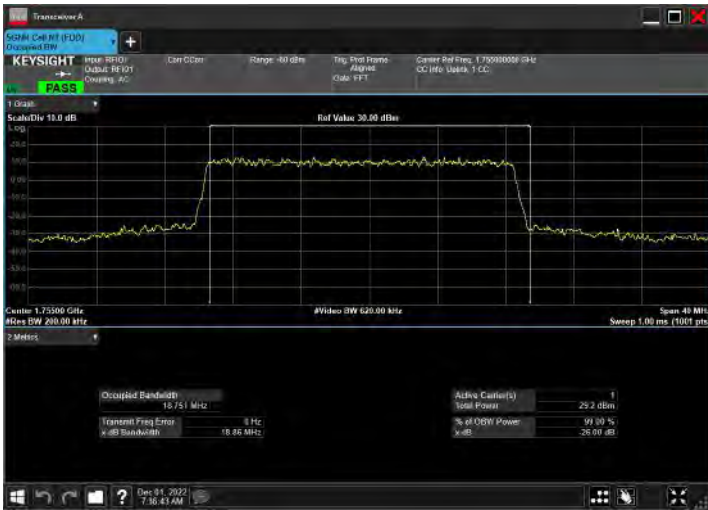 Transceiver A
5GNR Cell NT (FDD)
Occupied BW
KEYSIGHT
Input: RFIO1
Output: RFIO1
Coupling: AC
Corr CCorr
Range: -60 dBm
Trig: Prd Frame
Aligned
Gate: FFT
Carrier Ref Freq: 1.755000000 GHz
CC Info: Uplink, 1 CC
PASS
1 Graph
Scale/Div 10.0 dB
Ref Value 30.00 dBm
Log
Center 1.75500 GHz
#Video BW 620.00 kHz
Span 40 MHz
#Res BW 200.00 kHz
Sweep 1.00 ms (1001 pts
2 Metrics
Occupied Bandwidth
18.751 MHz
Active Carrier(s) 1
Total Power 29.2 dBm
Transmit Freq Error 0 Hz
x dB Bandwidth 18.86 MHz
% of OBW Power 99.00 %
x dB -26.00 dB
Dec 01, 2022
7:16:43 AM